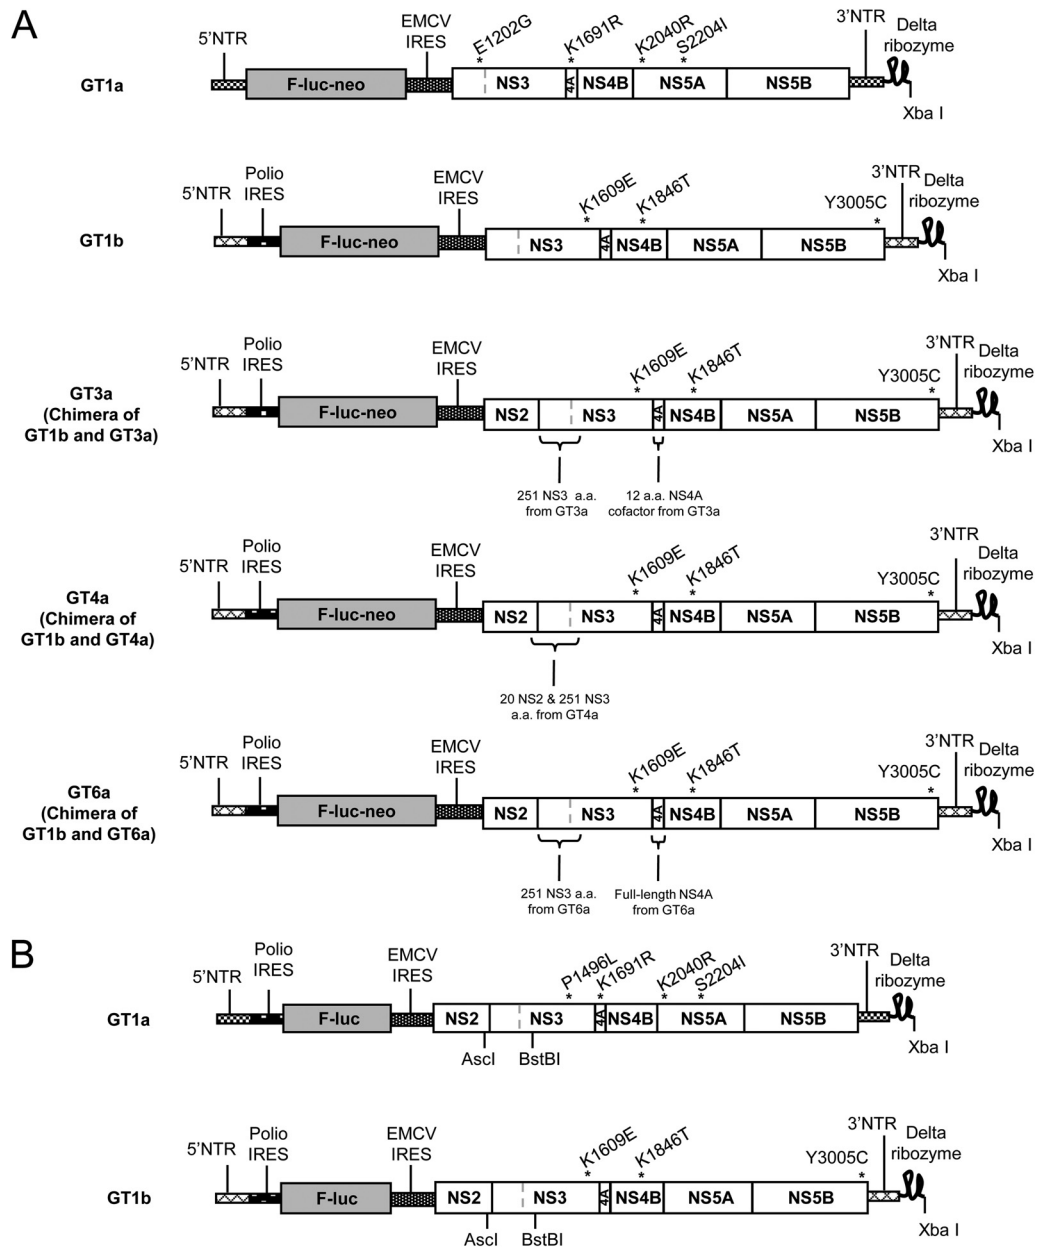 A
GT1a
5’NTR
F-luc-neo
EMCV
IRES
E1202G
K1691R
K2040R
S2204I
NS3
4A
NS4B
NS5A
NS5B
3’NTR
Delta
ribozyme
Xba I
GT1b
5’NTR
Polio
IRES
F-luc-neo
EMCV
IRES
K1609E
K1846T
Y3005C
*
NS3
4A
NS4B
NS5A
NS5B
3’NTR
Delta
ribozyme
Xba I
GT3a
(Chimera of
GT1b and GT3a)
5’NTR
Polio
IRES
F-luc-neo
EMCV
IRES
K1609E
K1846T
Y3005C
*
NS2
NS3
4A
NS4B
NS5A
NS5B
3’NTR
Delta
ribozyme
Xba I
251 NS3 a.a.
from GT3a
12 a.a. NS4A
cofactor from GT3a
GT4a
(Chimera of
GT1b and GT4a)
5’NTR
Polio
IRES
F-luc-neo
EMCV
IRES
K1609E
K1846T
Y3005C
*
NS2
NS3
4A
NS4B
NS5A
NS5B
3’NTR
Delta
ribozyme
Xba I
20 NS2 & 251 NS3
a.a. from GT4a
GT6a
(Chimera of
GT1b and GT6a)
5’NTR
Polio
IRES
F-luc-neo
EMCV
IRES
K1609E
K1846T
Y3005C
*
NS2
NS3
4A
NS4B
NS5A
NS5B
3’NTR
Delta
ribozyme
Xba I
251 NS3 a.a.
from GT6a
Full-length NS4A
from GT6a
B
GT1a
5’NTR
Polio
IRES
F-luc
EMCV
IRES
P1496L
K1691R
K2040R
S2204I
NS2
NS3
4A
NS4B
NS5A
NS5B
3’NTR
Delta
ribozyme
Xba I
AscI
BstBI
GT1b
5’NTR
Polio
IRES
F-luc
EMCV
IRES
K1609E
K1846T
Y3005C
*
NS2
NS3
4A
NS4B
NS5A
NS5B
3’NTR
Delta
ribozyme
Xba I
AscI
BstBI